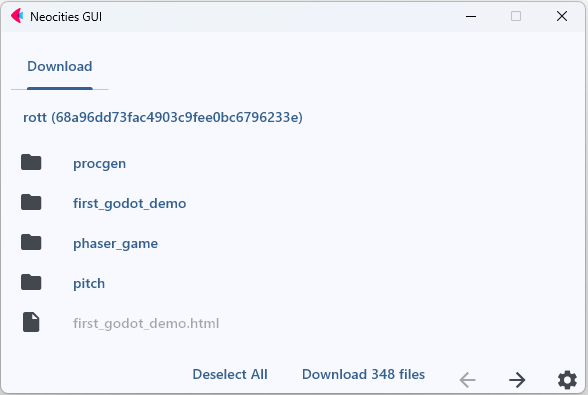 Neocities GUI
Download
rott (68a96dd73fac4903c9fee0bc6796233e)
procgen
first_godot_demo
phaser_game
pitch
first_godot_demo.html
Deselect All Download 348 files